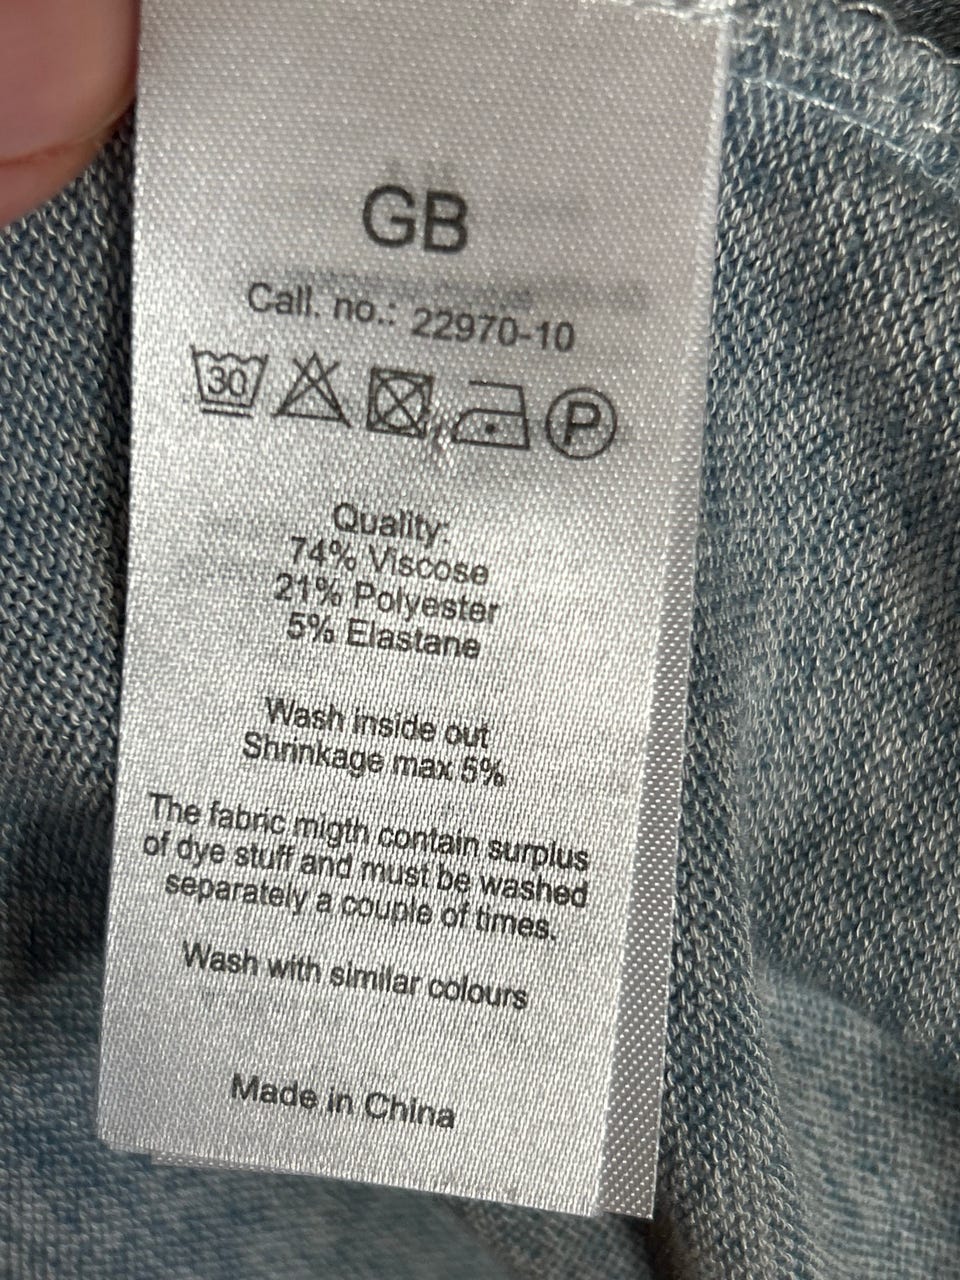 GB
Call. no.: 22970-10
30 P
Quality:
74% Viscose
21% Polyester
5% Elastane
Wash inside out
Shrinkage max 5%
The fabric migth contain surplus
of dye stuff and must be washed
separately a couple of times.
Wash with similar colours
Made in China